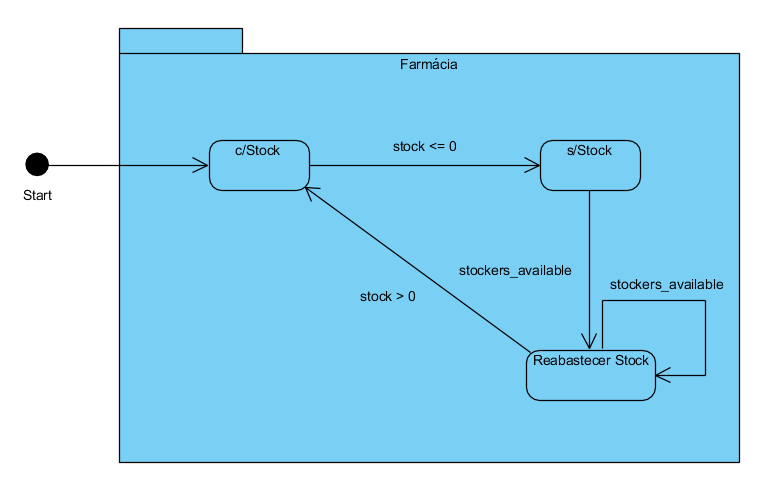 Farmácia
c/Stock
stock <= 0
s/Stock
Start
stockers_available
stockers_available
stock > 0
Reabastecer Stock